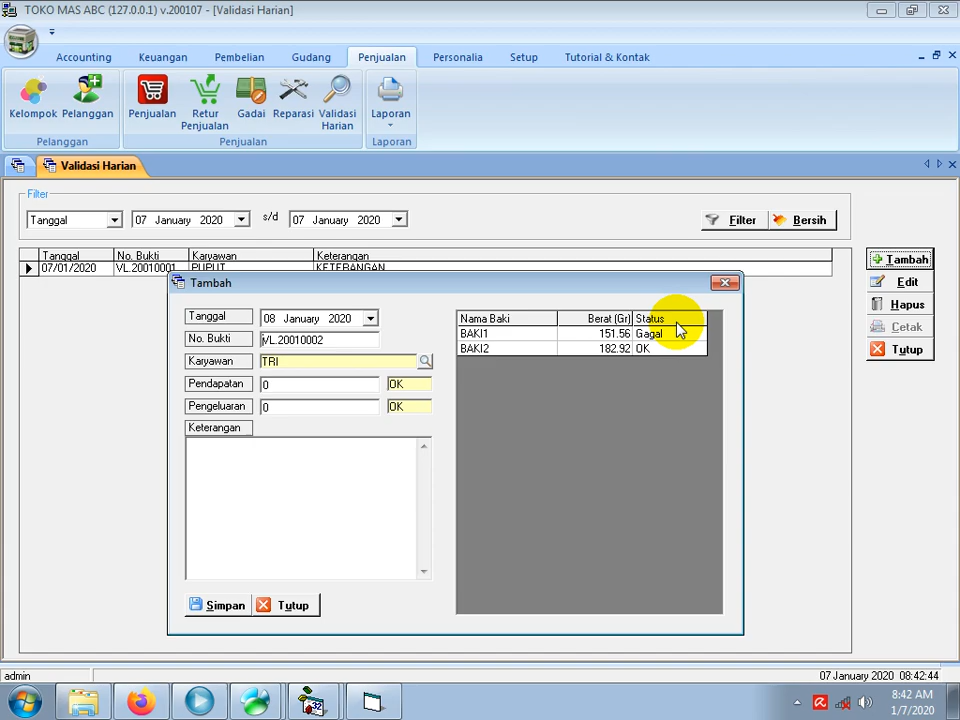 TOKO MAS ABC (127.0.0.1) v.200107 - [Validasi Harian]
Accounting Keuangan Pembelian Gudang Penjualan Personalia Setup Tutorial & Kontak
Kelompok Pelanggan Penjualan Retur Penjualan Gadai Reparasi Validasi Harian Laporan
Pelanggan Penjualan Laporan
Validasi Harian
Filter
Tanggal 07 January 2020 s/d 07 January 2020 Filter Bersih
Tanggal No. Bukti Karyawan Keterangan
07/01/2020 VL.20010001 PUPUT KETERANGAN
Tambah
Edit
Hapus
Cetak
Tutup
Tambah
Tanggal 08 January 2020
No. Bukti VL.20010002
Karyawan TRI
Pendapatan 0 OK
Pengeluaran 0 OK
Keterangan
Nama Baki Berat (Gr) Status
BAKI1 151.56 Gagal
BAKI2 182.92 OK
Simpan Tutup
admin 07 January 2020 08:42:44
32
8:42 AM
1/7/2020